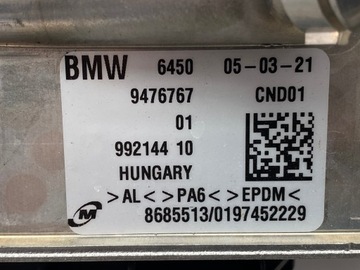 BMW 6450 05-03-21
9476767 CND01
01
992144 10
HUNGARY
>AL<>PA6<>EPDM<
M 8685513/0197452229